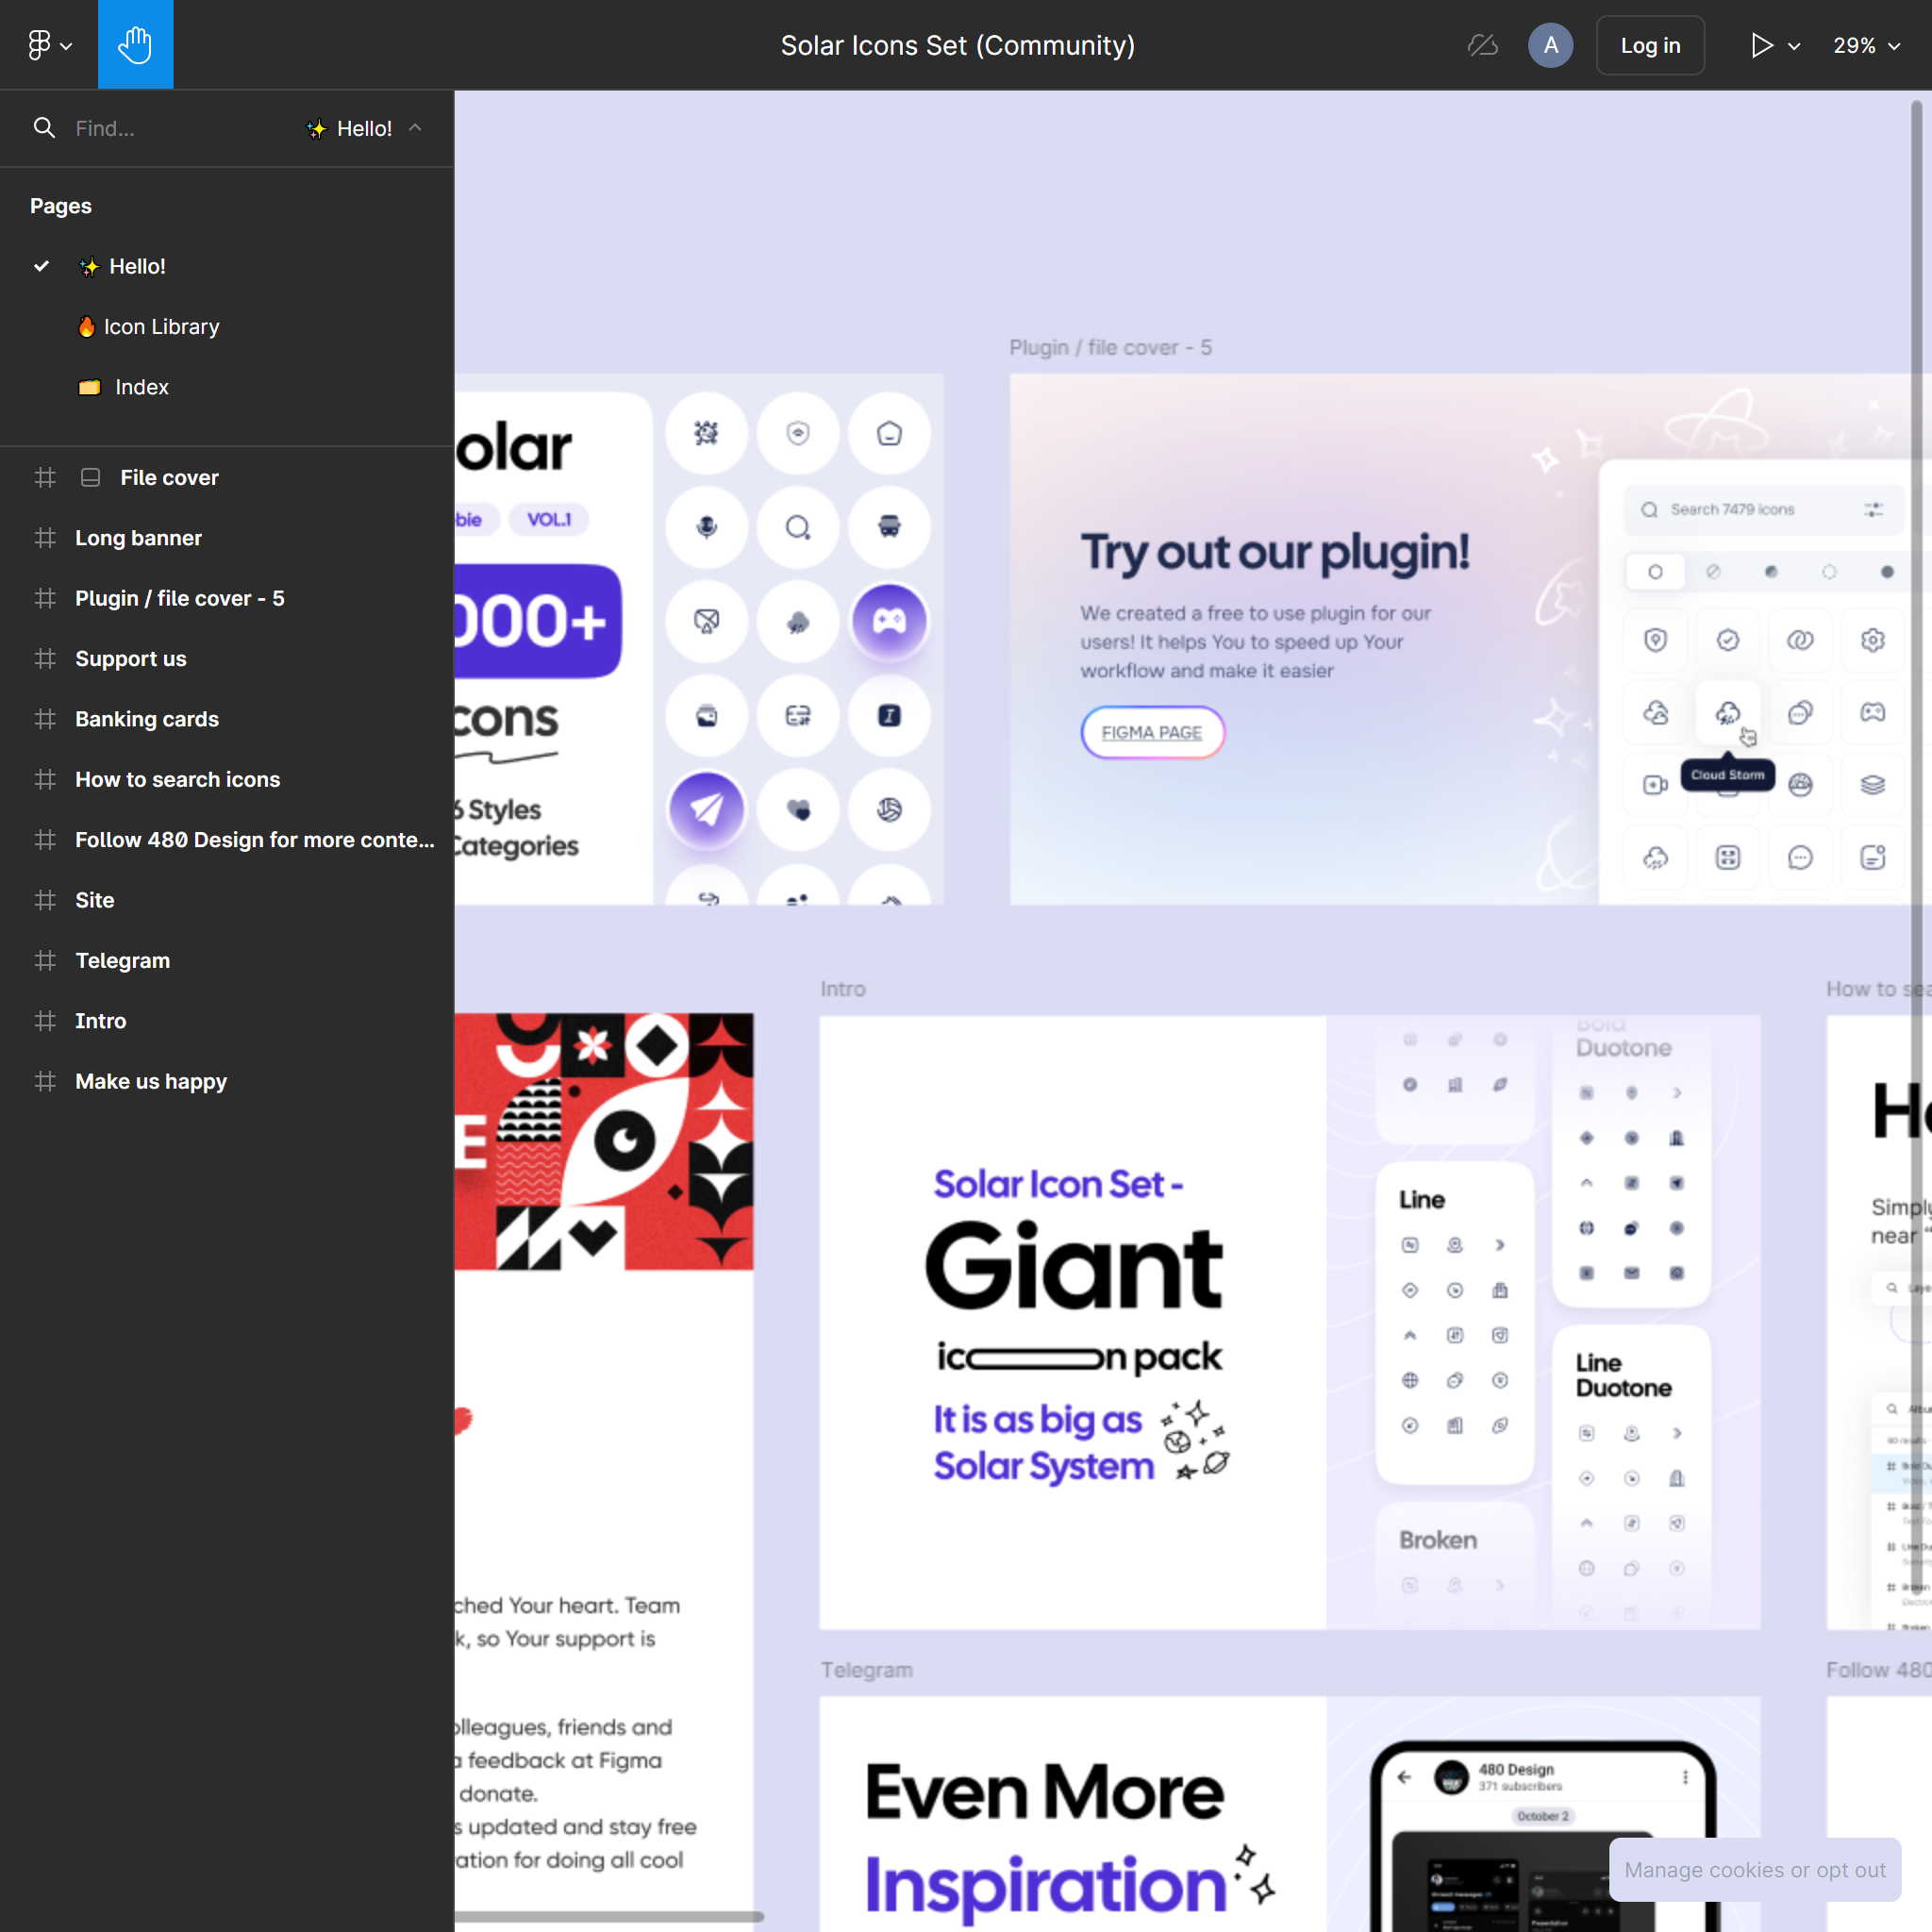 Solar Icons Set (Community)
A
Log in
29%
Find...
✨ Hello!
Pages
✨ Hello!
🔥 Icon Library
🗂️ Index
File cover
Long banner
Plugin / file cover - 5
Support us
Banking cards
How to search icons
Follow 480 Design for more conte...
Site
Telegram
Intro
Make us happy
olar
bie
VOL.1
000+
cons
6 Styles
Categories
Plugin / file cover - 5
Try out our plugin!
We created a free to use plugin for our
users! It helps You to speed up Your
workflow and make it easier
FIGMA PAGE
Search 7479 icons
Cloud Storm
E
ched Your heart. Team
k, so Your support is
olleagues, friends and
a feedback at Figma
donate.
s updated and stay free
ation for doing all cool
Intro
Solar Icon Set -
Giant
icon pack
It is as big as
Solar System
Bold
Duotone
Line
Line
Duotone
Broken
How to sea
Ho
Simply
near
Telegram
Even More
Inspiration
480 Design
371 subscribers
October 2
Follow 480
Manage cookies or opt out